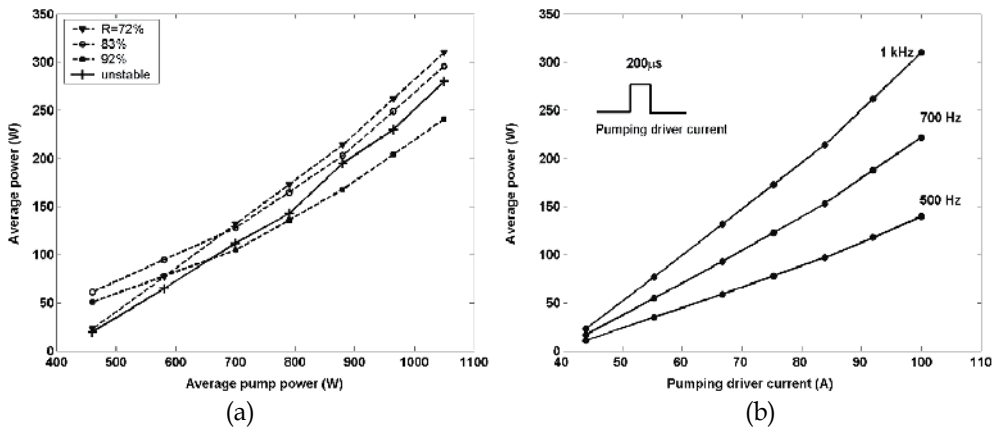 350
300
250
200
150
100
50
0
Average power (W)
R=72%
83%
92%
unstable
400 500 600 700 800 900 1000 1100
Average pump power (W)
(a)
350
300
250
200
150
100
50
0
Average power (W)
200μs
Pumping driver current
1 kHz
700 Hz
500 Hz
40 50 60 70 80 90 100 110
Pumping driver current (A)
(b)